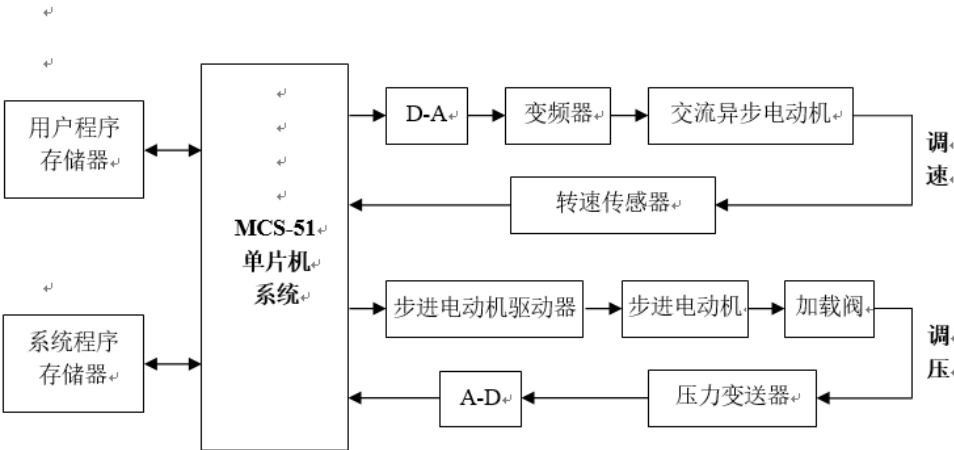 用户程序
存储器
系统程序
存储器
MCS-51
单片机
系统
D-A
变频器
交流异步电动机
调
速
转速传感器
步进电动机驱动器
步进电动机
加载阀
调
压
A-D
压力变送器